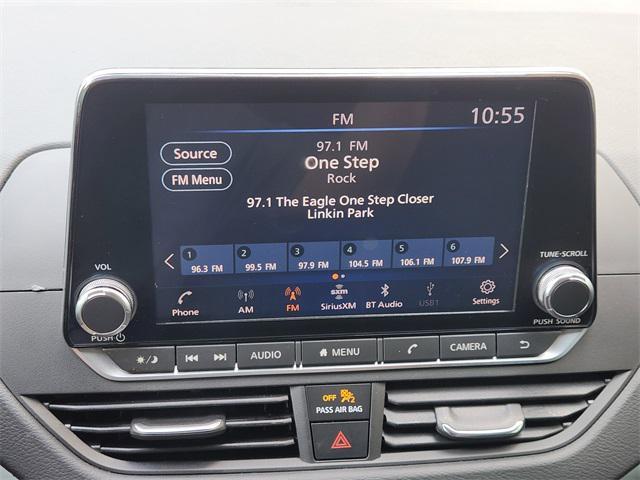 FM
10:55
Source
97.1 FM
One Step
FM Menu
Rock
97.1 The Eagle One Step Closer
Linkin Park
1 2 3 4 5 6
96.3 FM 99.5 FM 97.9 FM 104.5 FM 106.1 FM 107.9 FM
VOL
TUNE·SCROLL
sxm
Phone AM FM SiriusXM BT Audio USB1 Settings
PUSH
PUSH SOUND
AUDIO MENU CAMERA
OFF 2
PASS AIR BAG